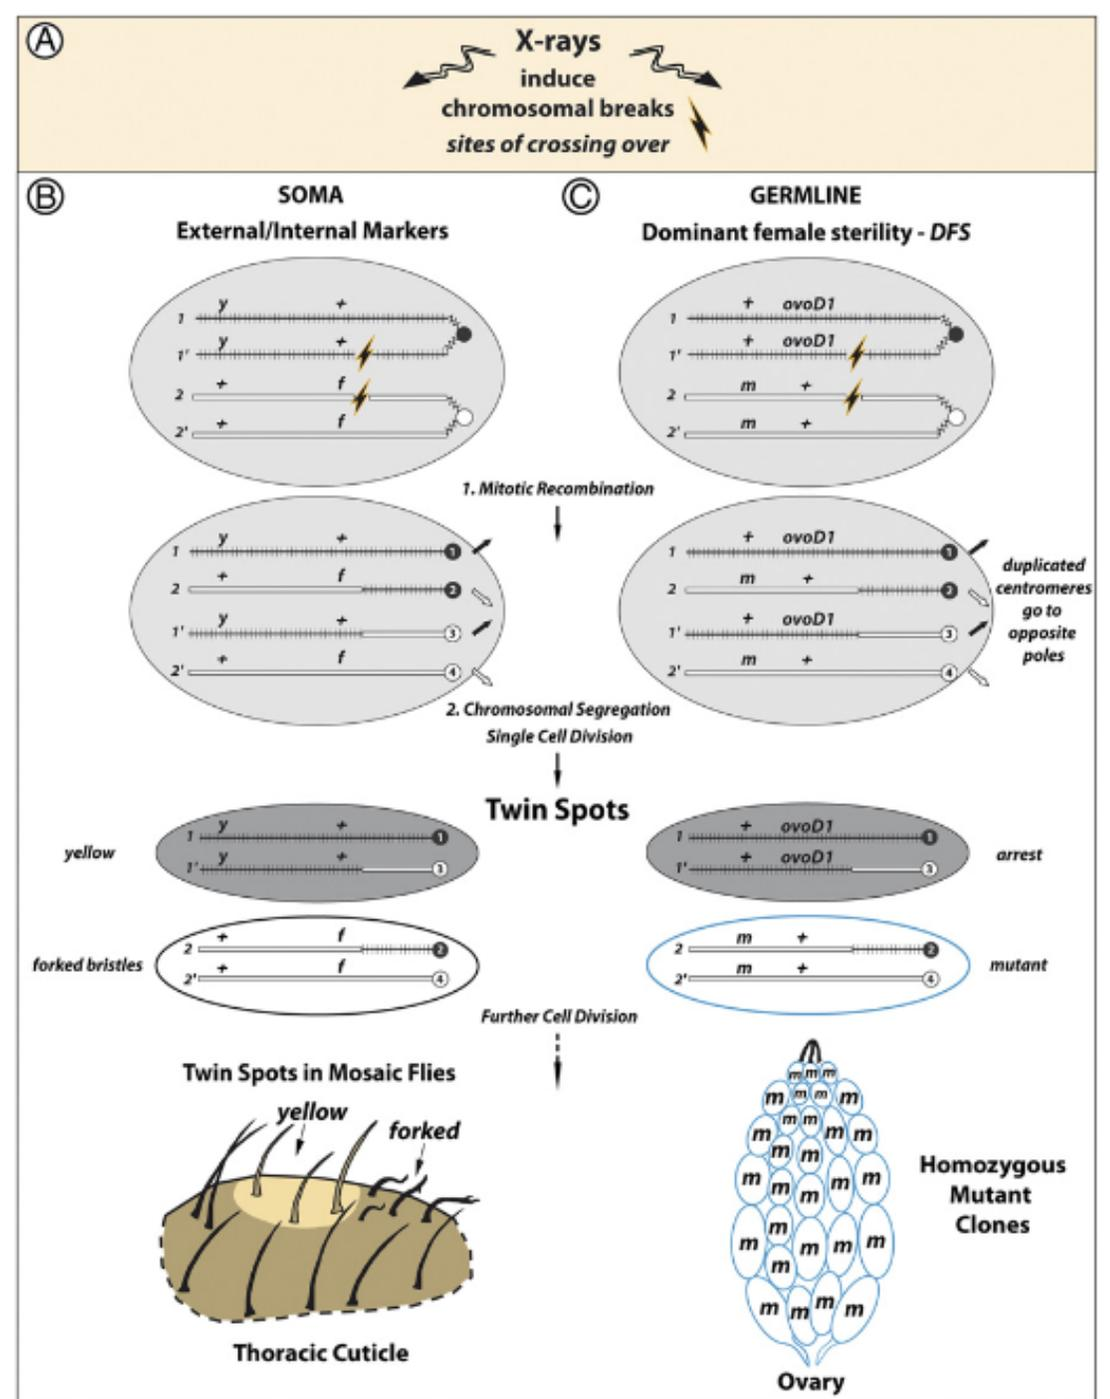 A
X-rays
induce
chromosomal breaks
sites of crossing over
B
SOMA
External/Internal Markers
y +
1
y +
1'
+ f
2
+ f
2'
C
GERMLINE
Dominant female sterility - DFS
+ ovoD1
1
+ ovoD1
1'
m +
2
m +
2'
1. Mitotic Recombination
y +
1 1
+ f
2 2
y +
1' 3
+ f
2' 4
+ ovoD1
1 1
m +
2 2
+ ovoD1
1' 3
m +
2' 4
duplicated
centromeres
go to
opposite
poles
2. Chromosomal Segregation
Single Cell Division
Twin Spots
yellow
y +
1 1
y +
1' 3
forked bristles
+ f
2 2
+ f
2' 4
+ ovoD1
1 1
+ ovoD1
1' 3
arrest
m +
2 2
m +
2' 4
mutant
Further Cell Division
Twin Spots in Mosaic Flies
yellow
forked
Thoracic Cuticle
m m m
m m m m
m m
m m m
m m
m m m
m m
m m m
m m m
m
m m m m
Homozygous
Mutant
Clones
Ovary